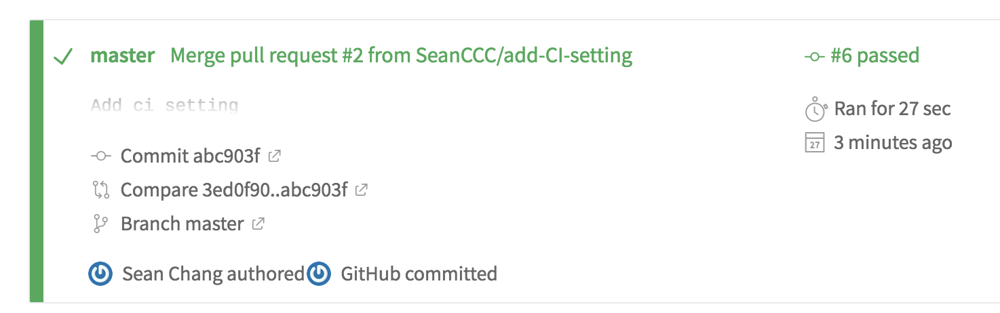 master Merge pull request #2 from SeanCCC/add-CI-setting
#6 passed
Add ci setting
Ran for 27 sec
27 3 minutes ago
Commit abc903f
Compare 3ed0f90..abc903f
Branch master
Sean Chang authored GitHub committed